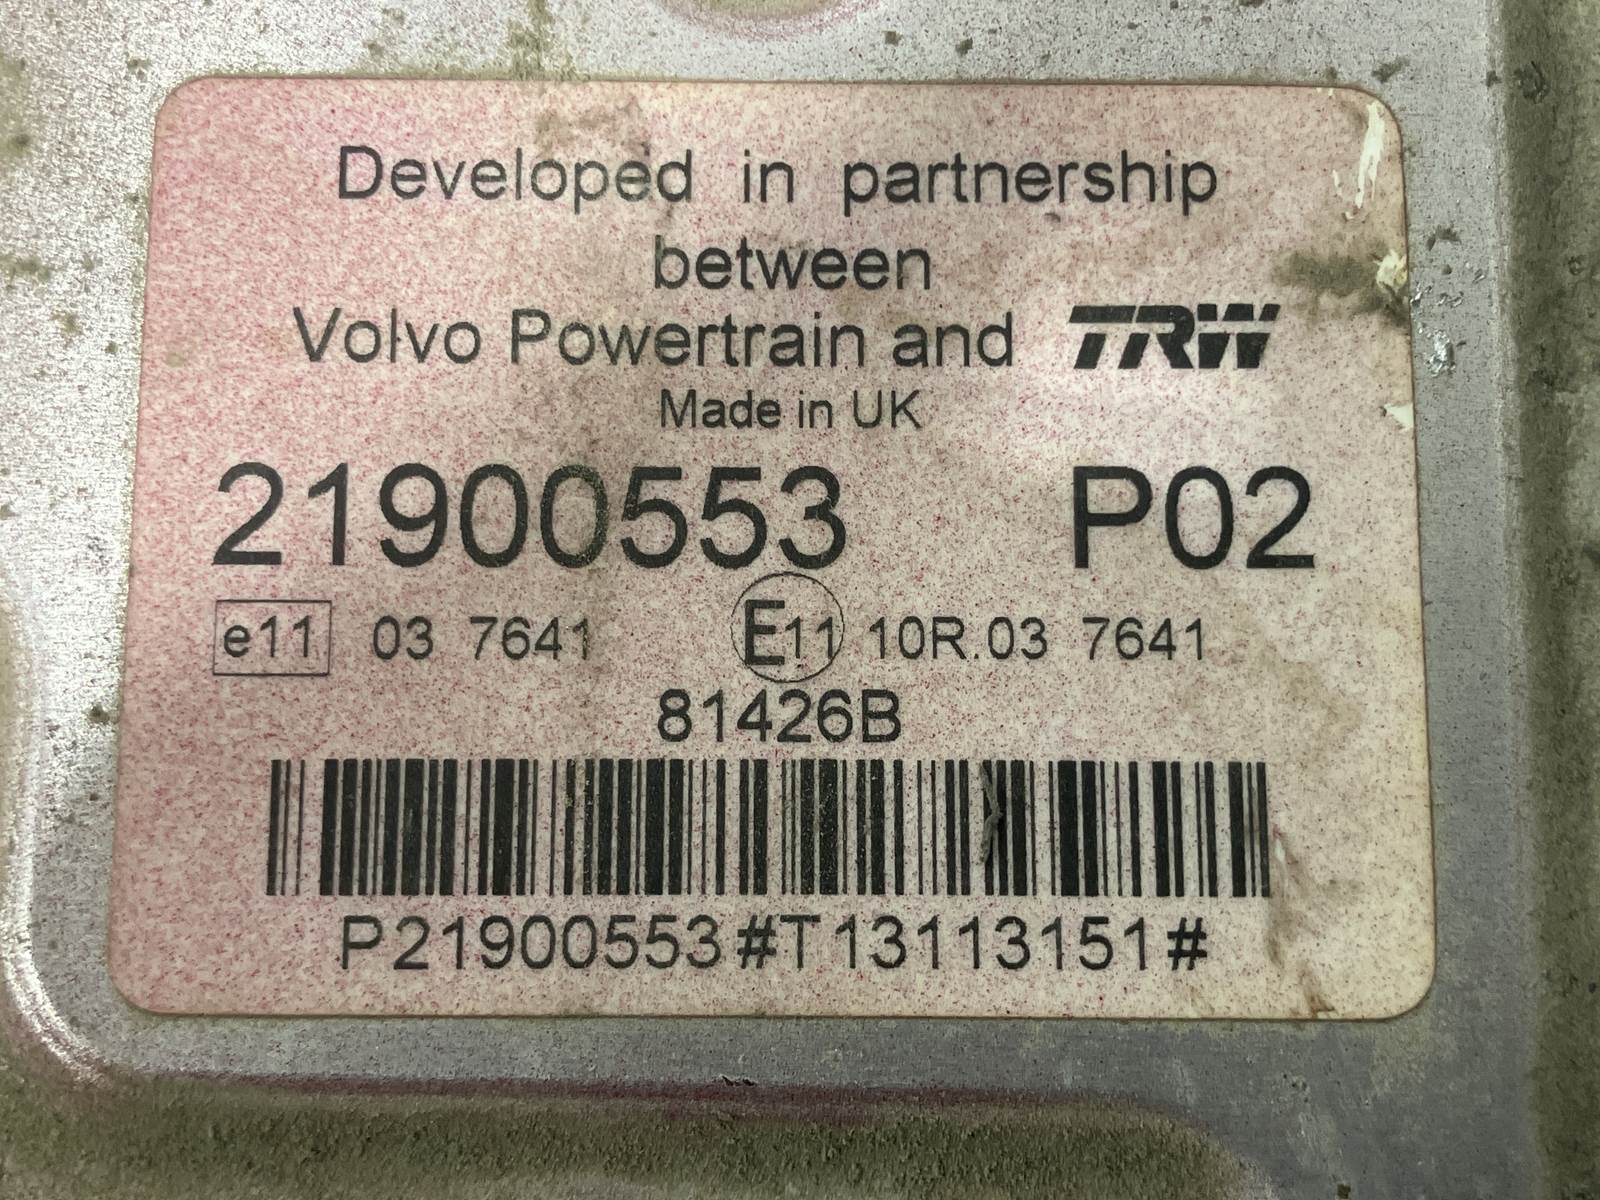 Developed in partnership
between
Volvo Powertrain and TRW
Made in UK
21900553 P02
e11 03 7641 E11 10R.03 7641
81426B
P21900553#T13113151#